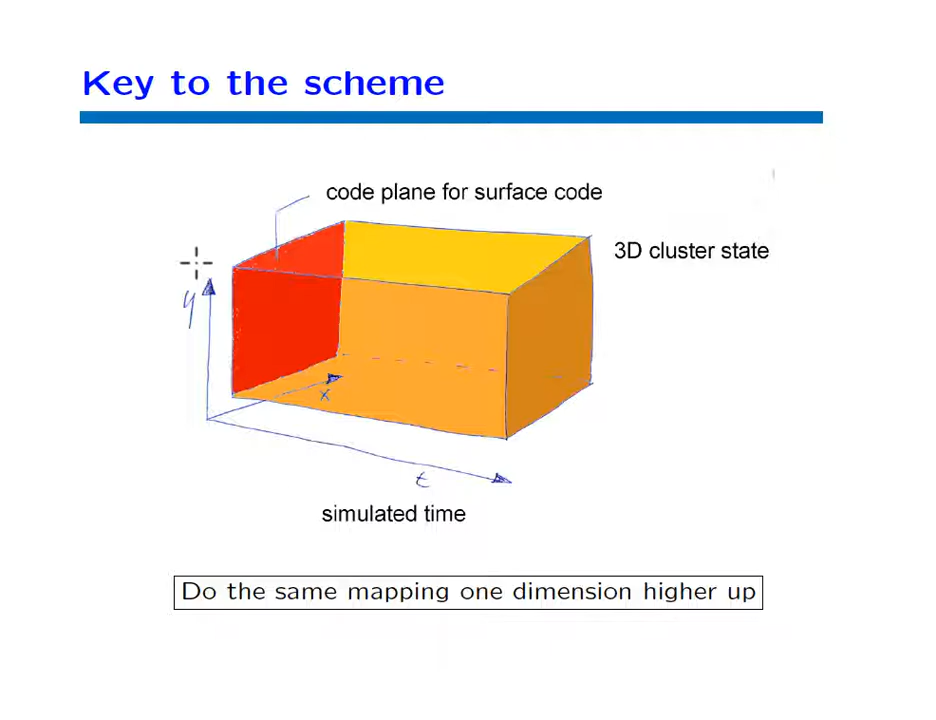 Key to the scheme
code plane for surface code
3D cluster state
y
x
t
simulated time
Do the same mapping one dimension higher up